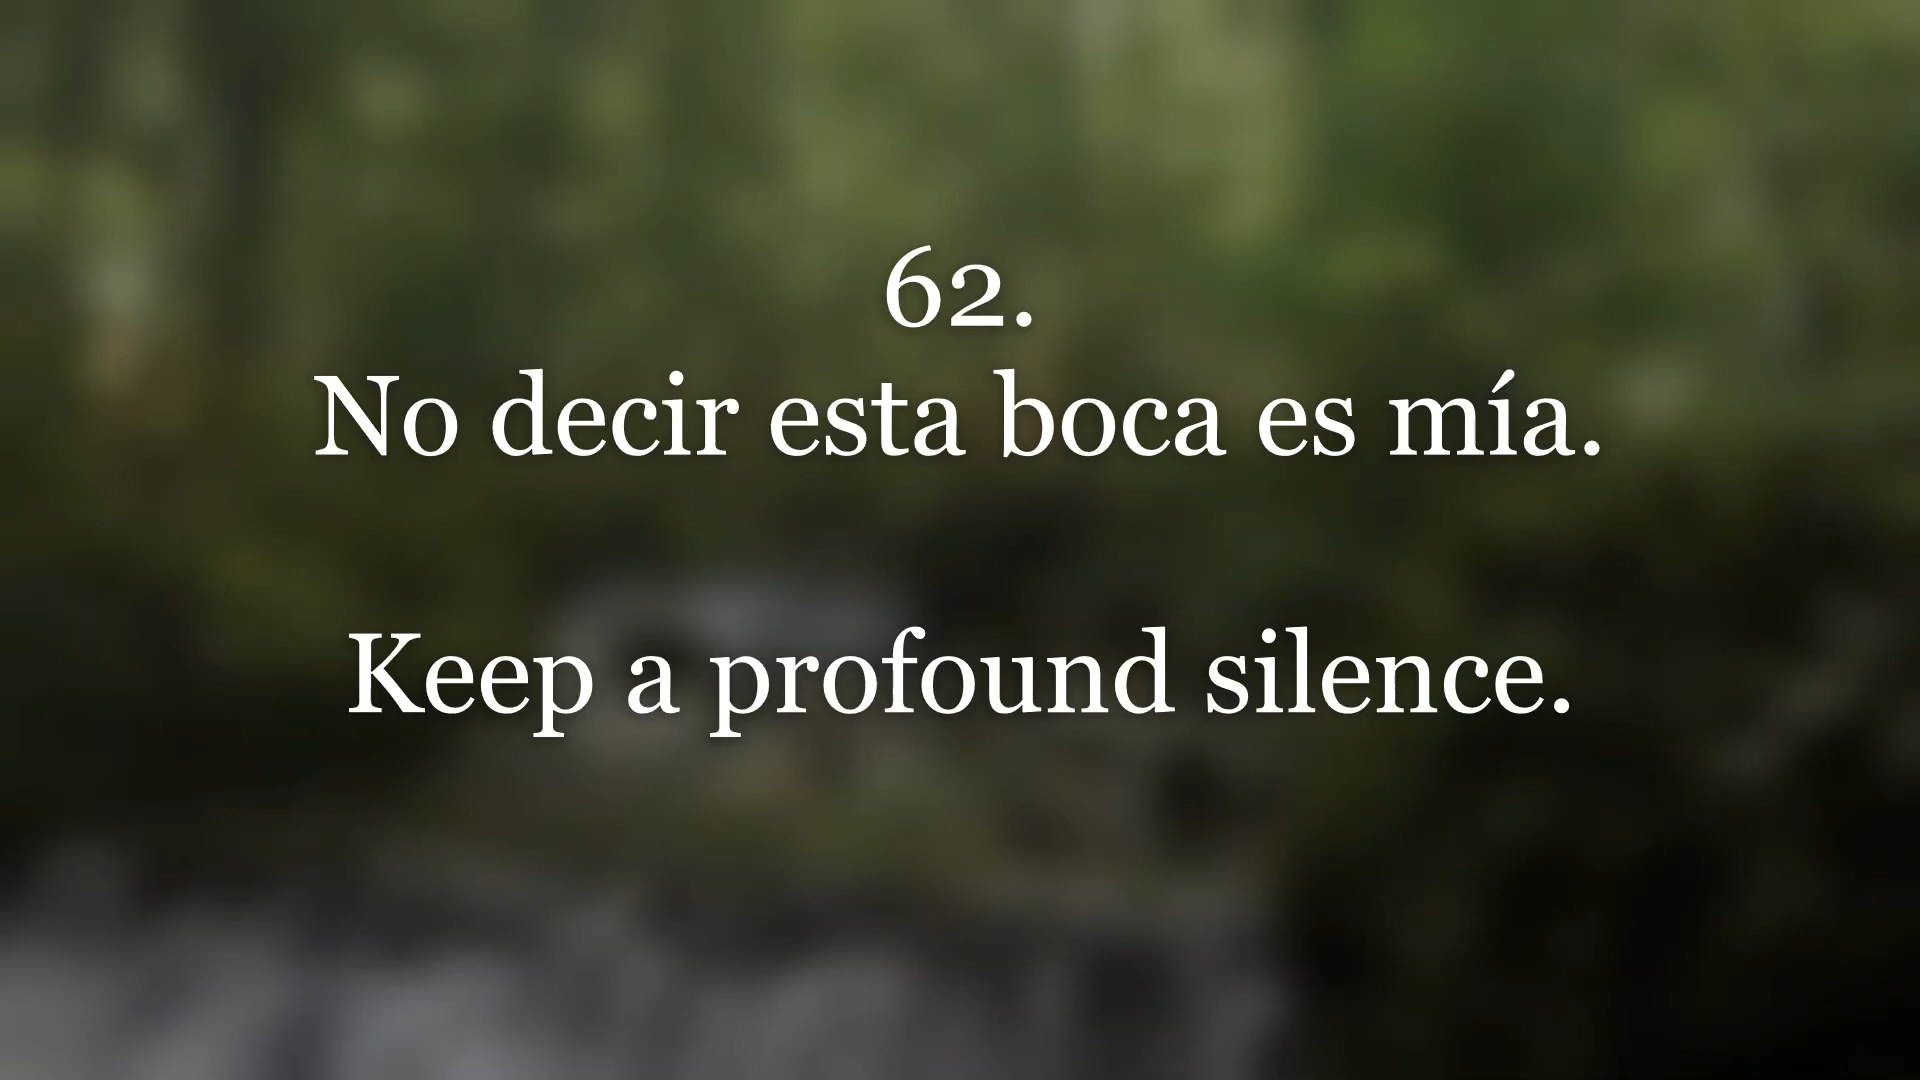 62.
No decir esta boca es mía.
Keep a profound silence.